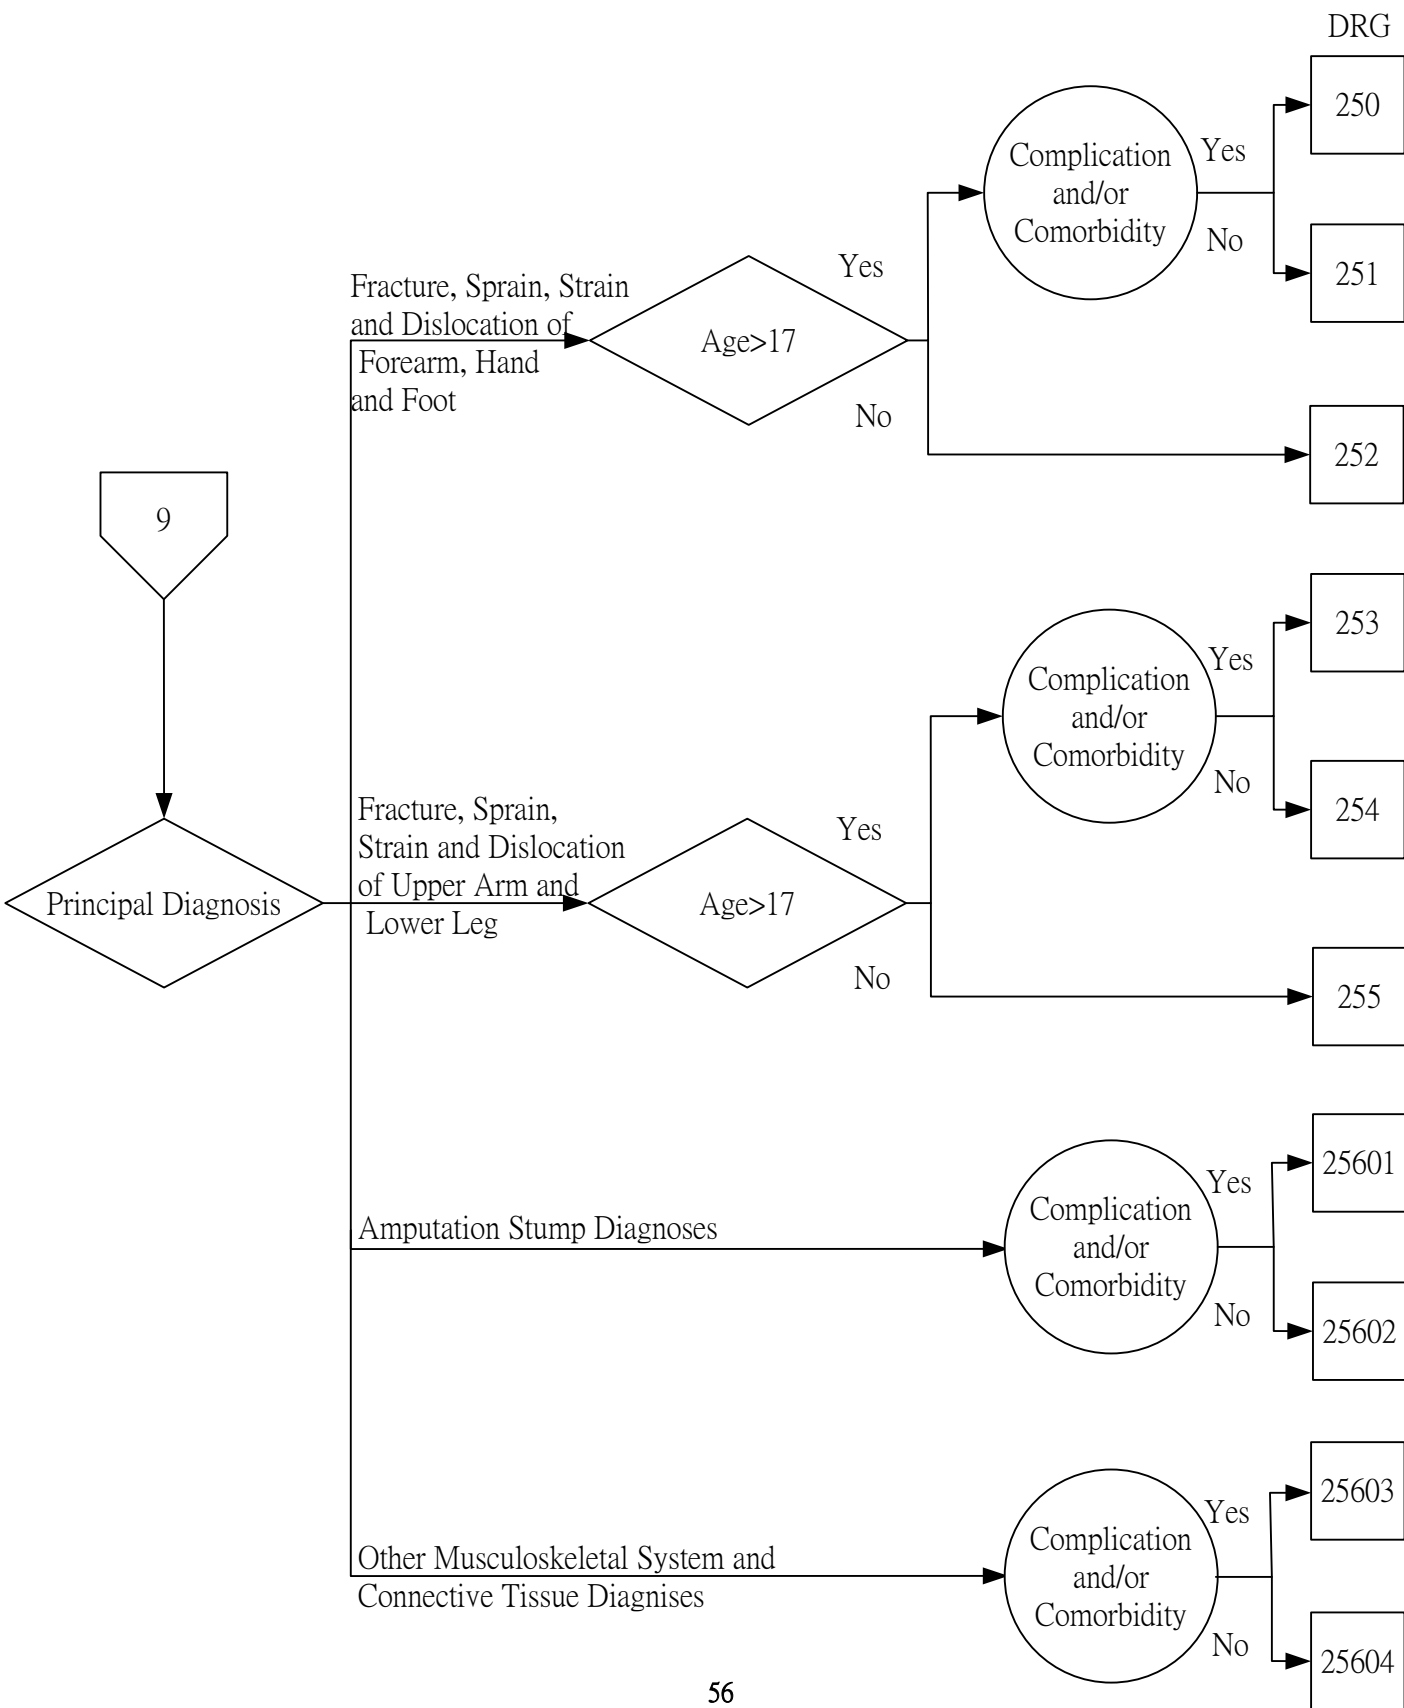 DRG
250
Complication
and/or
Comorbidity
Yes
No
251
Fracture, Sprain, Strain
and Dislocation of
Forearm, Hand
and Foot
Age>17
Yes
No
252
9
253
Complication
and/or
Comorbidity
Yes
No
254
Fracture, Sprain,
Strain and Dislocation
of Upper Arm and
Lower Leg
Principal Diagnosis
Age>17
Yes
No
255
25601
Amputation Stump Diagnoses
Complication
and/or
Comorbidity
Yes
No
25602
25603
Other Musculoskeletal System and
Connective Tissue Diagnises
Complication
and/or
Comorbidity
Yes
No
25604
56